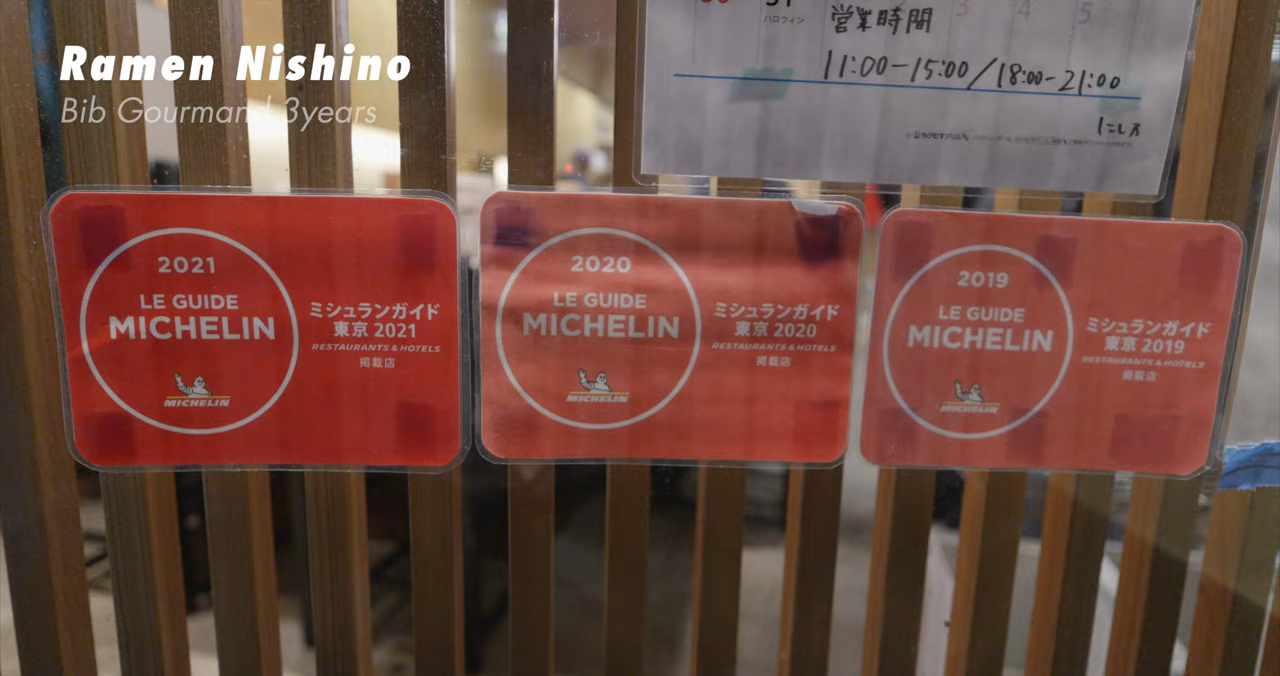 Ramen Nishino
Bib Gourmand 3years
31
3
4
5
ハロウィン
営業時間
11:00-15:00/18:00-21:00
にしの
2021
LE GUIDE
MICHELIN
MICHELIN
ミシュランガイド
東京 2021
RESTAURANTS & HOTELS
掲載店
2020
LE GUIDE
MICHELIN
MICHELIN
ミシュランガイド
東京 2020
RESTAURANTS & HOTELS
掲載店
2019
LE GUIDE
MICHELIN
MICHELIN
ミシュランガイド
東京 2019
RESTAURANTS & HOTELS
掲載店